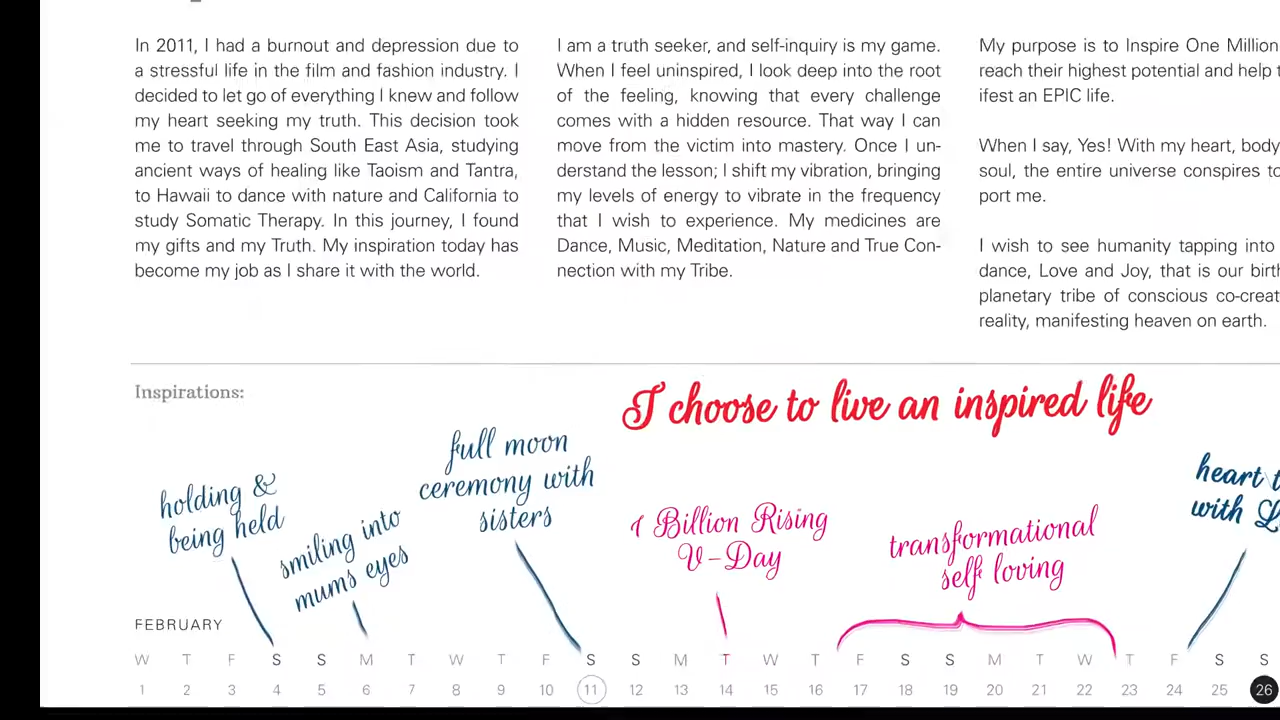 In 2011, I had a burnout and depression due to
a stressful life in the film and fashion industry. I
decided to let go of everything I knew and follow
my heart seeking my truth. This decision took
me to travel through South East Asia, studying
ancient ways of healing like Taoism and Tantra,
to Hawaii to dance with nature and California to
study Somatic Therapy. In this journey, I found
my gifts and my Truth. My inspiration today has
become my job as I share it with the world.
I am a truth seeker, and self-inquiry is my game.
When I feel uninspired, I look deep into the root
of the feeling, knowing that every challenge
comes with a hidden resource. That way I can
move from the victim into mastery. Once I un-
derstand the lesson; I shift my vibration, bringing
my levels of energy to vibrate in the frequency
that I wish to experience. My medicines are
Dance, Music, Meditation, Nature and True Con-
nection with my Tribe.
My purpose is to Inspire One Million
reach their highest potential and help
ifest an EPIC life.
When I say, Yes! With my heart, body
soul, the entire universe conspires to
port me.
I wish to see humanity tapping into
dance, Love and Joy, that is our
planetary tribe of conscious
reality, manifesting heaven on earth.
Inspirations:
I choose to live an inspired life
holding &
being held
smiling into
mums eyes
full moon
ceremony with
sisters
1 Billion Rising
V-Day
transformational
self loving
heart
with
FEBRUARY
W T F S S M T W T F S S M T W T F S S M T W T F S S
1 2 3 4 5 6 7 8 9 10 11 12 13 14 15 16 17 18 19 20 21 22 23 24 25 26